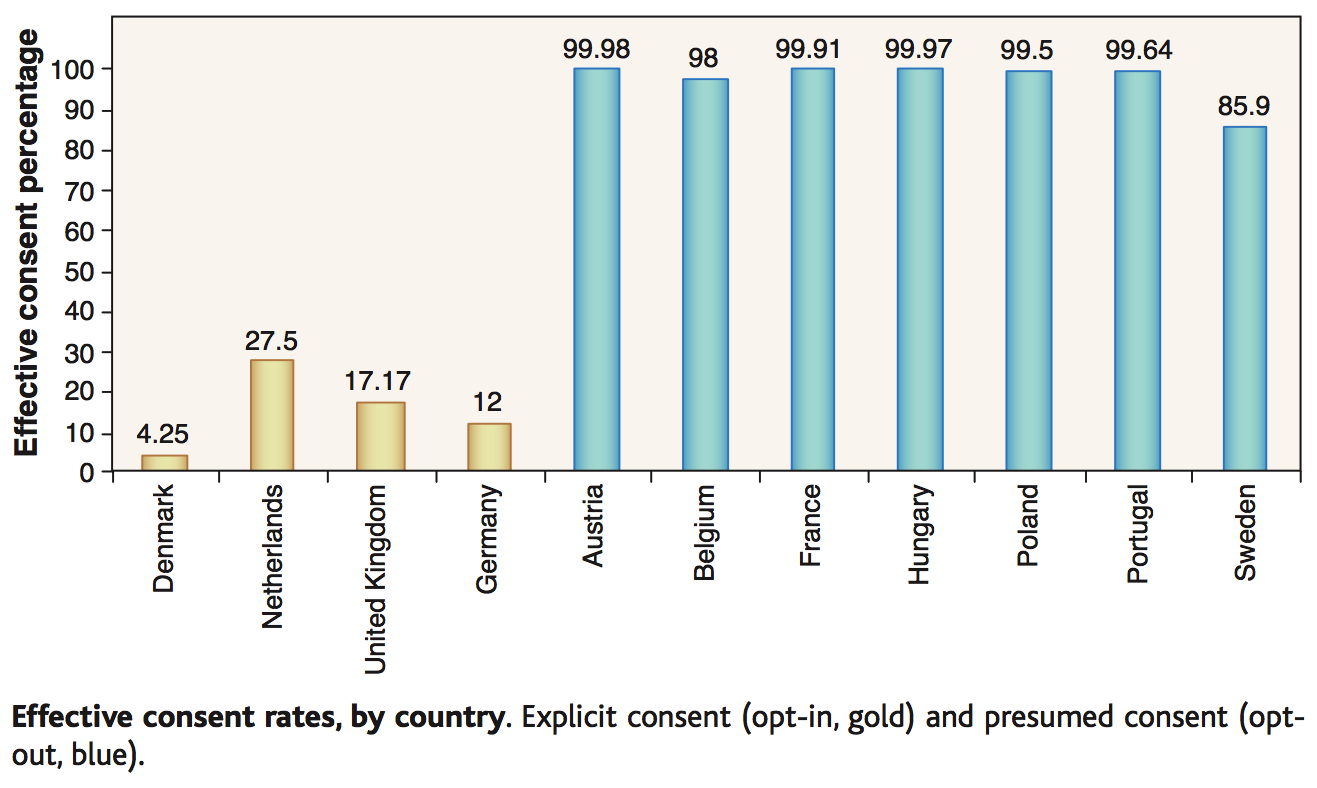 Effective consent percentage
100
90
80
70
60
50
40
30
20
10
0
4.25
27.5
17.17
12
99.98
98
99.91
99.97
99.5
99.64
85.9
Denmark
Netherlands
United Kingdom
Germany
Austria
Belgium
France
Hungary
Poland
Portugal
Sweden
Effective consent rates, by country. Explicit consent (opt-in, gold) and presumed consent (opt-
out, blue).